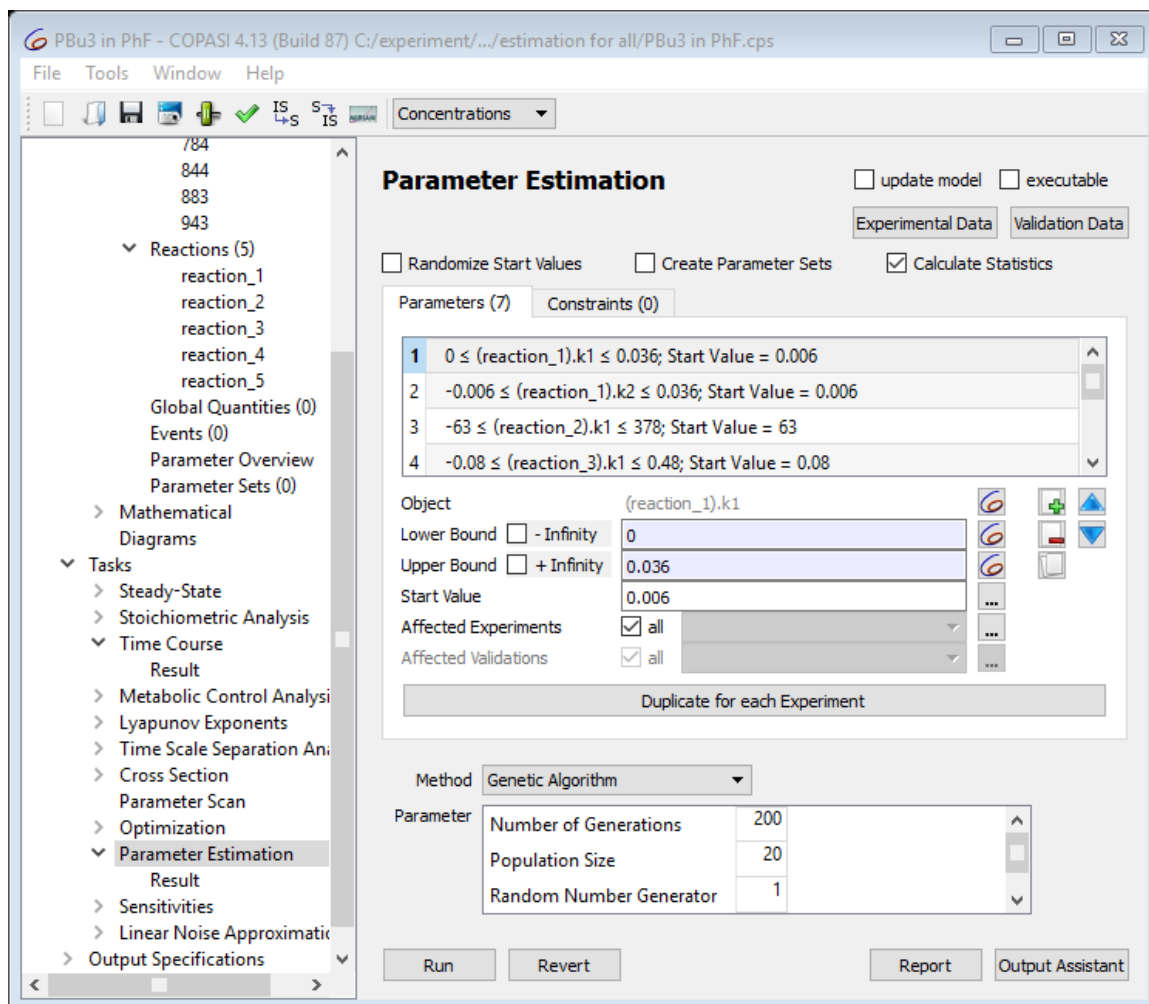 PBu3 in PhF - COPASI 4.13 (Build 87) C:/experiment/.../estimation for all/PBu3 in PhF.cps
File Tools Window Help
IS S S IS Concentrations
784
844
883
943
Reactions (5)
reaction_1
reaction_2
reaction_3
reaction_4
reaction_5
Global Quantities (0)
Events (0)
Parameter Overview
Parameter Sets (0)
Mathematical
Diagrams
Tasks
Steady-State
Stoichiometric Analysis
Time Course
Result
Metabolic Control Analysi
Lyapunov Exponents
Time Scale Separation Ana
Cross Section
Parameter Scan
Optimization
Parameter Estimation
Result
Sensitivities
Linear Noise Approximatio
Output Specifications
Parameter Estimation
update model executable
Experimental Data Validation Data
Randomize Start Values Create Parameter Sets Calculate Statistics
Parameters (7) Constraints (0)
1 0 ≤ (reaction_1).k1 ≤ 0.036; Start Value = 0.006
2 -0.006 ≤ (reaction_1).k2 ≤ 0.036; Start Value = 0.006
3 -63 ≤ (reaction_2).k1 ≤ 378; Start Value = 63
4 -0.08 ≤ (reaction_3).k1 ≤ 0.48; Start Value = 0.08
Object (reaction_1).k1
Lower Bound - Infinity 0
Upper Bound + Infinity 0.036
Start Value 0.006 ...
Affected Experiments all ...
Affected Validations all ...
Duplicate for each Experiment
Method Genetic Algorithm
Parameter
Number of Generations 200
Population Size 20
Random Number Generator 1
Run Revert Report Output Assistant